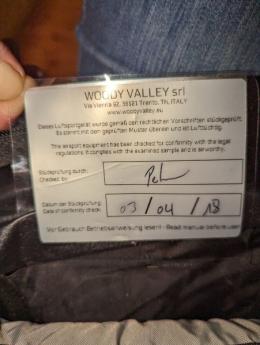 WOODY VALLEY srl
Via Vienna 92, 38121 Trento, Th, ITALY
www.woodyvalley.eu
Dieses Luftsportgerät wurde gemäß den rechtlichen Vorschriften stückgeprüft.
Es stimmt mit dem geprüften Muster überein und ist lufttüchtig.
This airsport equipment has been checked for conformity with the legal
regulations. It complies with the examined sample and is airworthy.
Stückprüfung durch:
Checked by:
Datum der Stückprüfung:
Date of conformity check:
03 / 04 / 18
Vor Gebrauch Betriebsanweisung lesen! - Read manual before use!